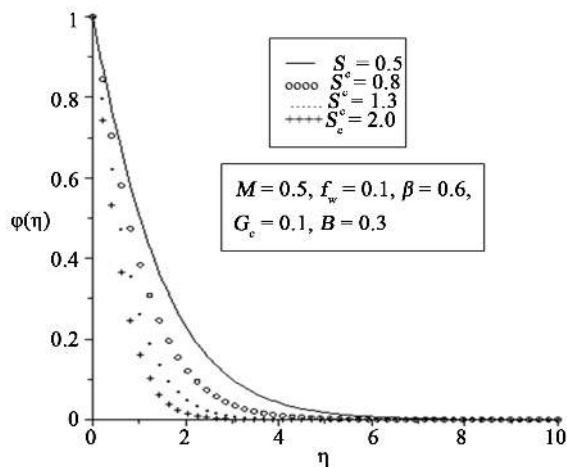 1
0.8
0.6
φ(η)
0.4
0.2
0
0 2 4 6 8 10
η
S_c = 0.5
S_c = 0.8
S_c = 1.3
S_c = 2.0
M = 0.5, f_w = 0.1, β = 0.6,
G_c = 0.1, B = 0.3